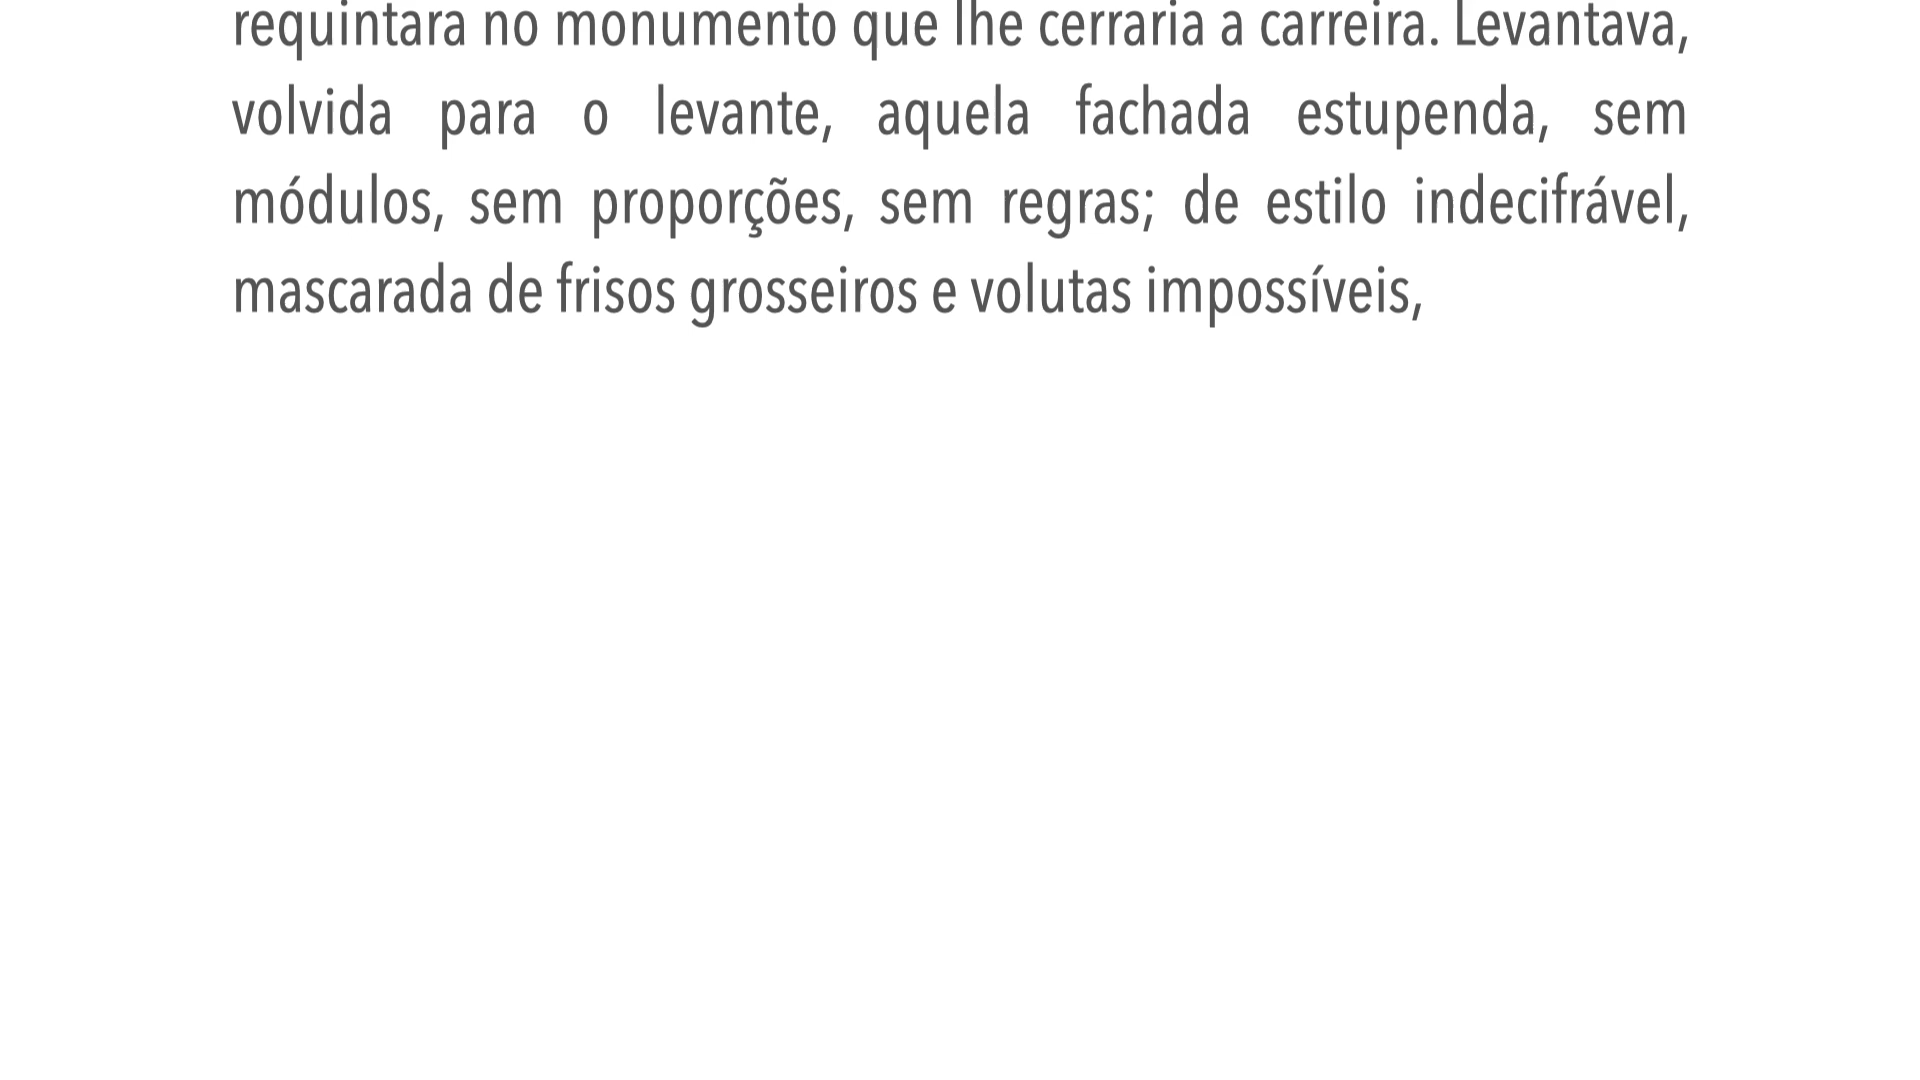 requintara no monumento que lhe cerraria a carreira. Levantava,
volvida para o levante, aquela fachada estupenda, sem
módulos, sem proporções, sem regras; de estilo indecifrável,
mascarada de frisos grosseiros e volutas impossíveis,